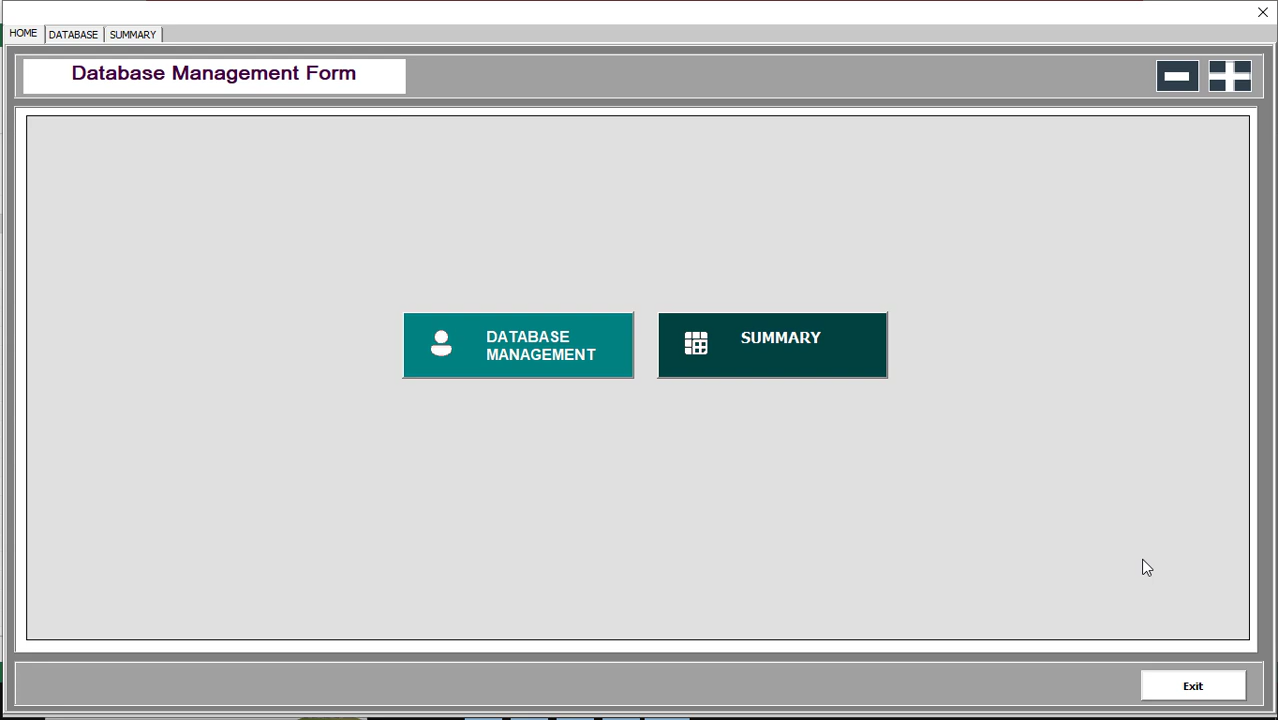 HOME DATABASE SUMMARY
Database Management Form
DATABASE
MANAGEMENT
SUMMARY
Exit